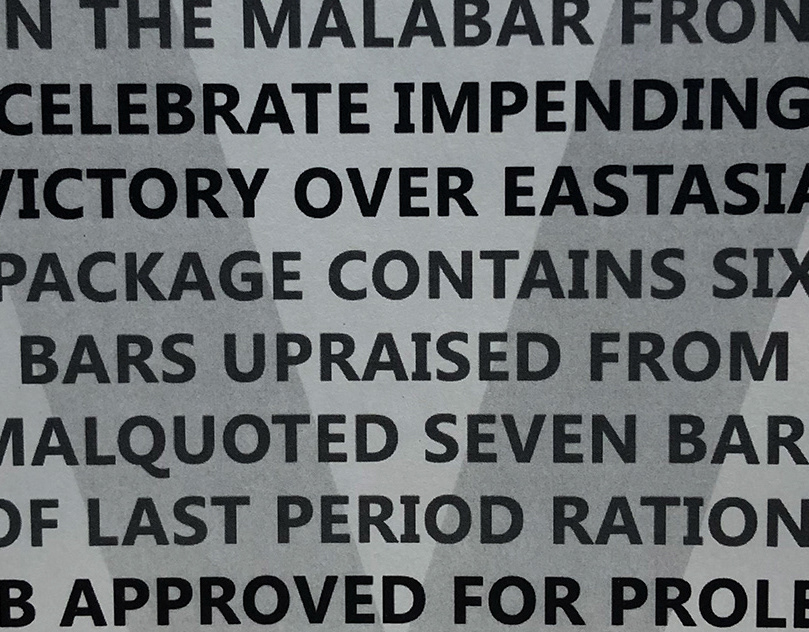 N THE MALABAR FRON
CELEBRATE IMPENDING
VICTORY OVER EASTASIA
PACKAGE CONTAINS SIX
BARS UPRAISED FROM
MALQUOTED SEVEN BAR
OF LAST PERIOD RATION
B APPROVED FOR PROLE